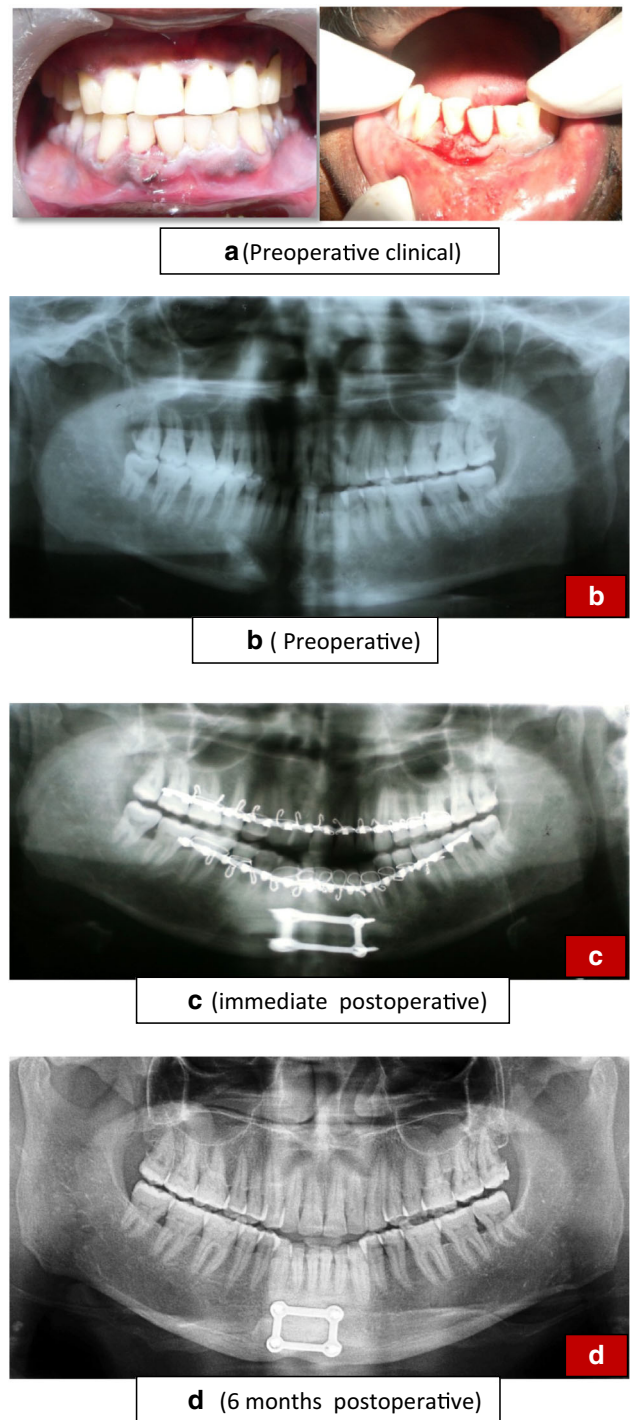 a (Preoperative clinical)
b
b ( Preoperative)
c
c (immediate postoperative)
d
d (6 months postoperative)